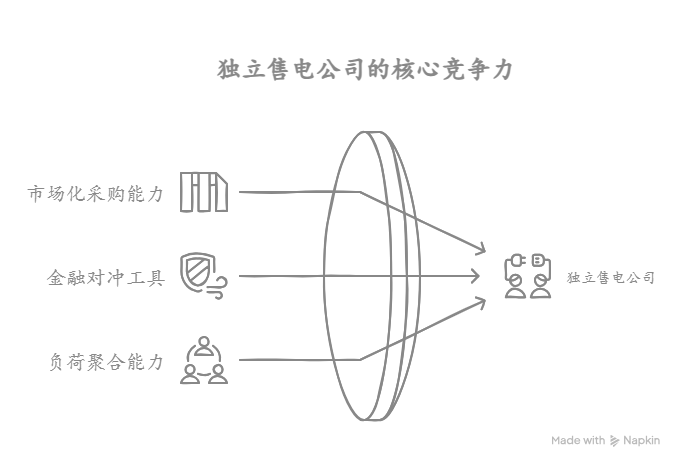 独立售电公司的核心竞争力
市场化采购能力
金融对冲工具
独立售电公司
负荷聚合能力
Made with Napkin